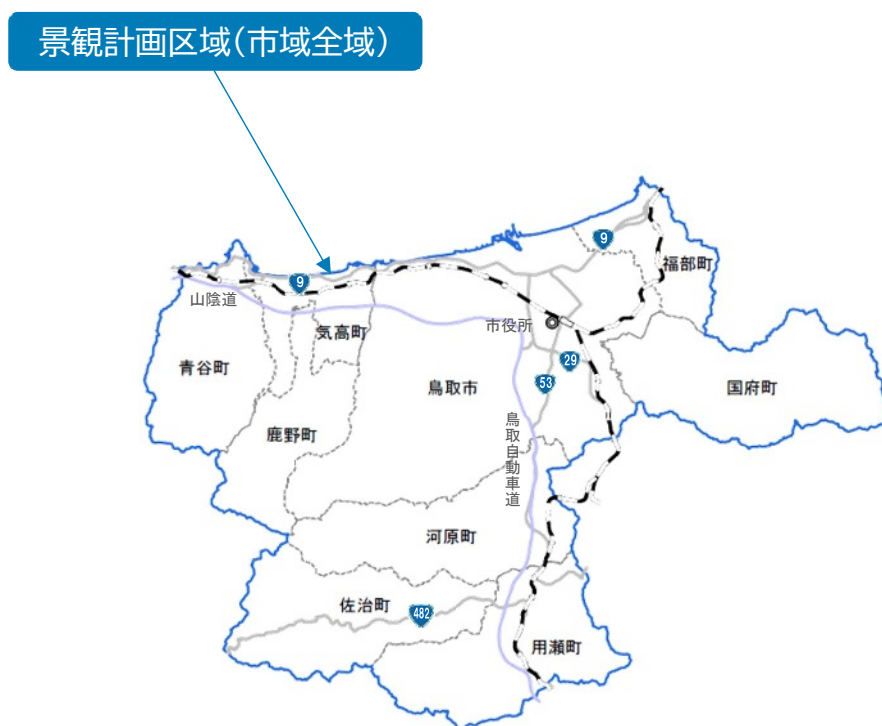 景観計画区域(市域全域)
9
福部町
9
山陰道
気高町
市役所
29
青谷町
53
鳥取市
国府町
鹿野町
鳥取自動車道
河原町
佐治町
482
用瀬町